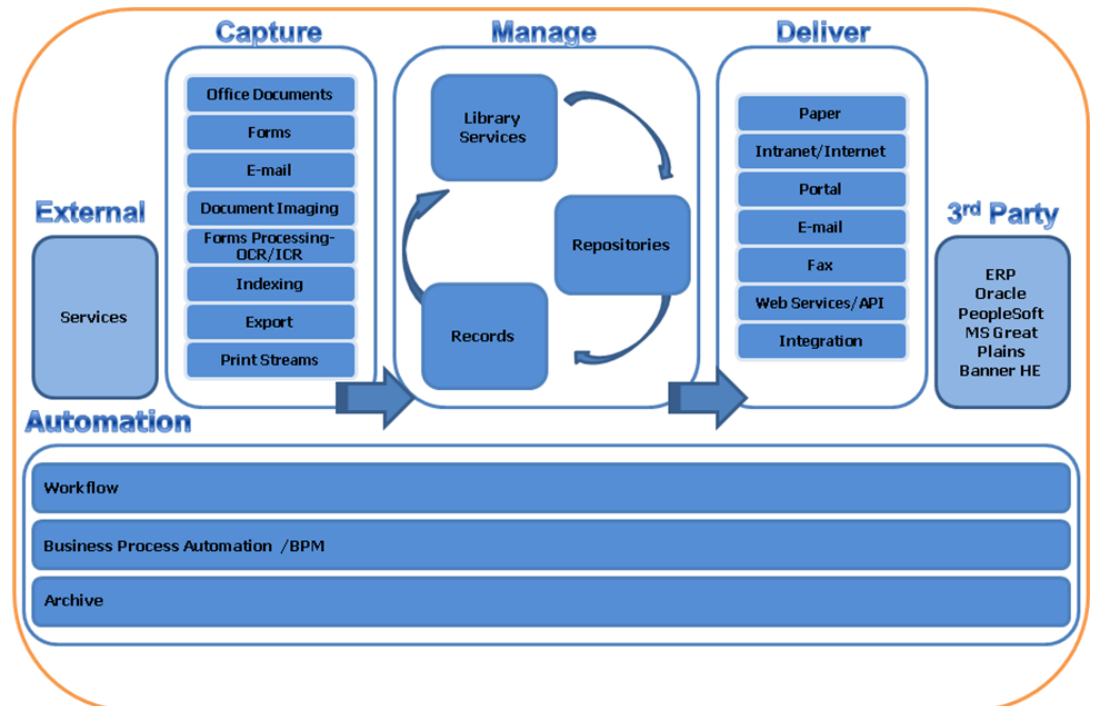 Capture
Office Documents
Forms
E-mail
Document Imaging
Forms Processing-
OCR/ICR
Indexing
Export
Print Streams
Manage
Library
Services
Repositories
Records
Deliver
Paper
Intranet/Internet
Portal
E-mail
Fax
Web Services/API
Integration
External
Services
3rd Party
ERP
Oracle
PeopleSoft
MS Great
Plains
Banner HE
Automation
Workflow
Business Process Automation /BPM
Archive